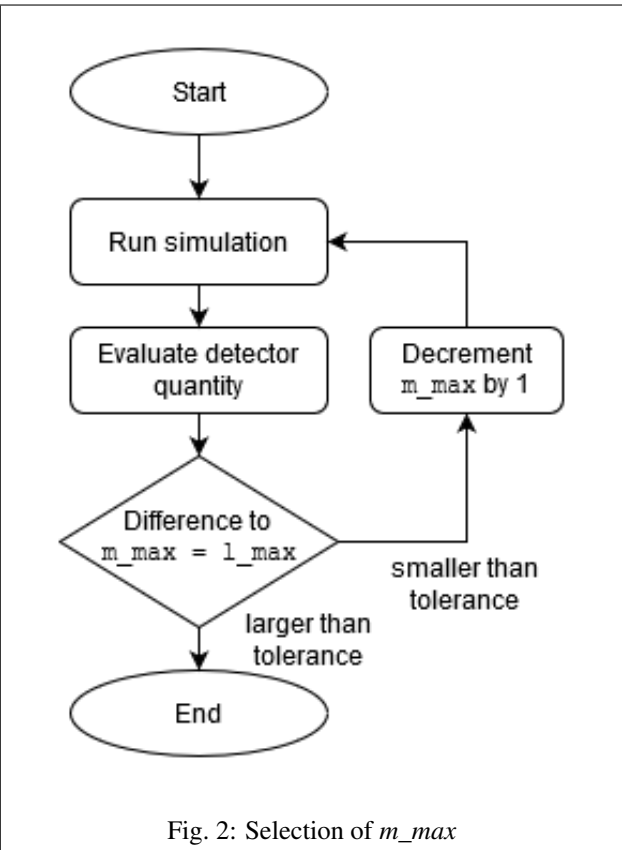 Start
Run simulation
Evaluate detector
quantity
Decrement
m_max by 1
Difference to
m_max = l_max
smaller than
tolerance
larger than
tolerance
End
Fig. 2: Selection of m_max